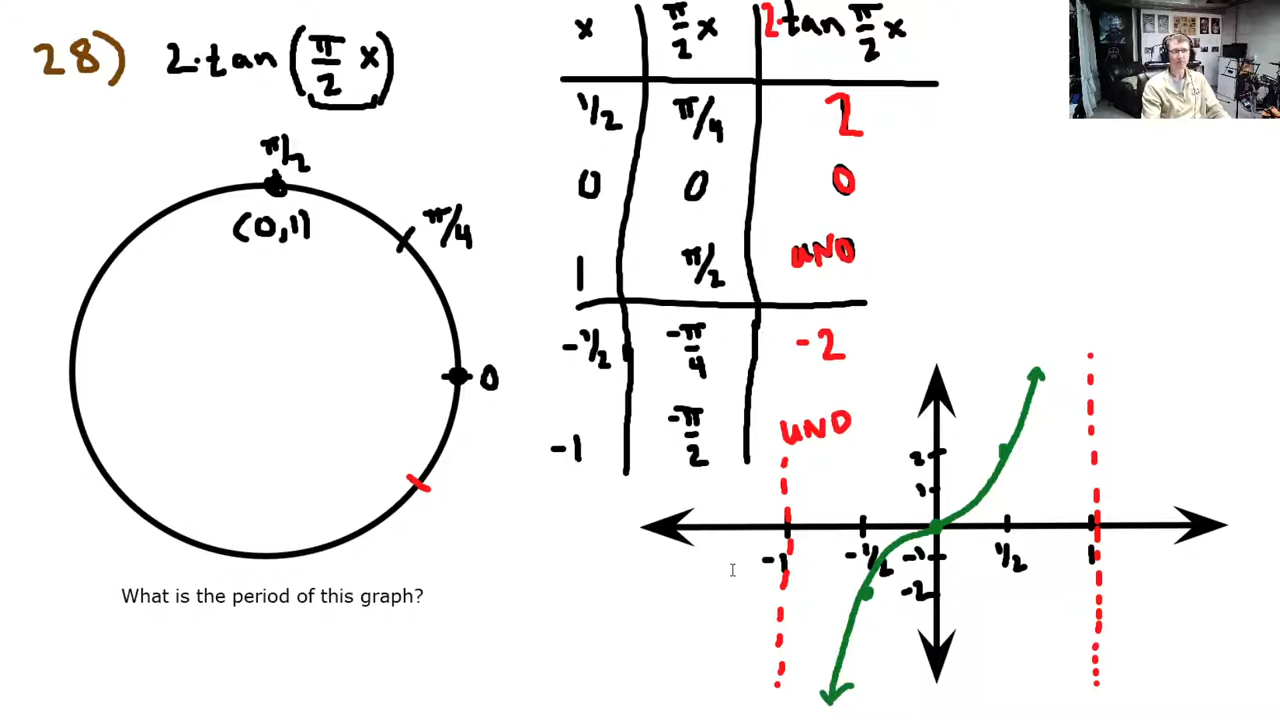 28) 2·tan (π/2 x)
x π/2 x 2·tan π/2 x
1/2 π/4 2
0 0 0
1 π/2 UND
-1/2 -π/4 -2
-1 -π/2 UND
π/2
(0,1)
π/4
0
What is the period of this graph?
2
1
-1 -1/2 1/2 1
-1
-2